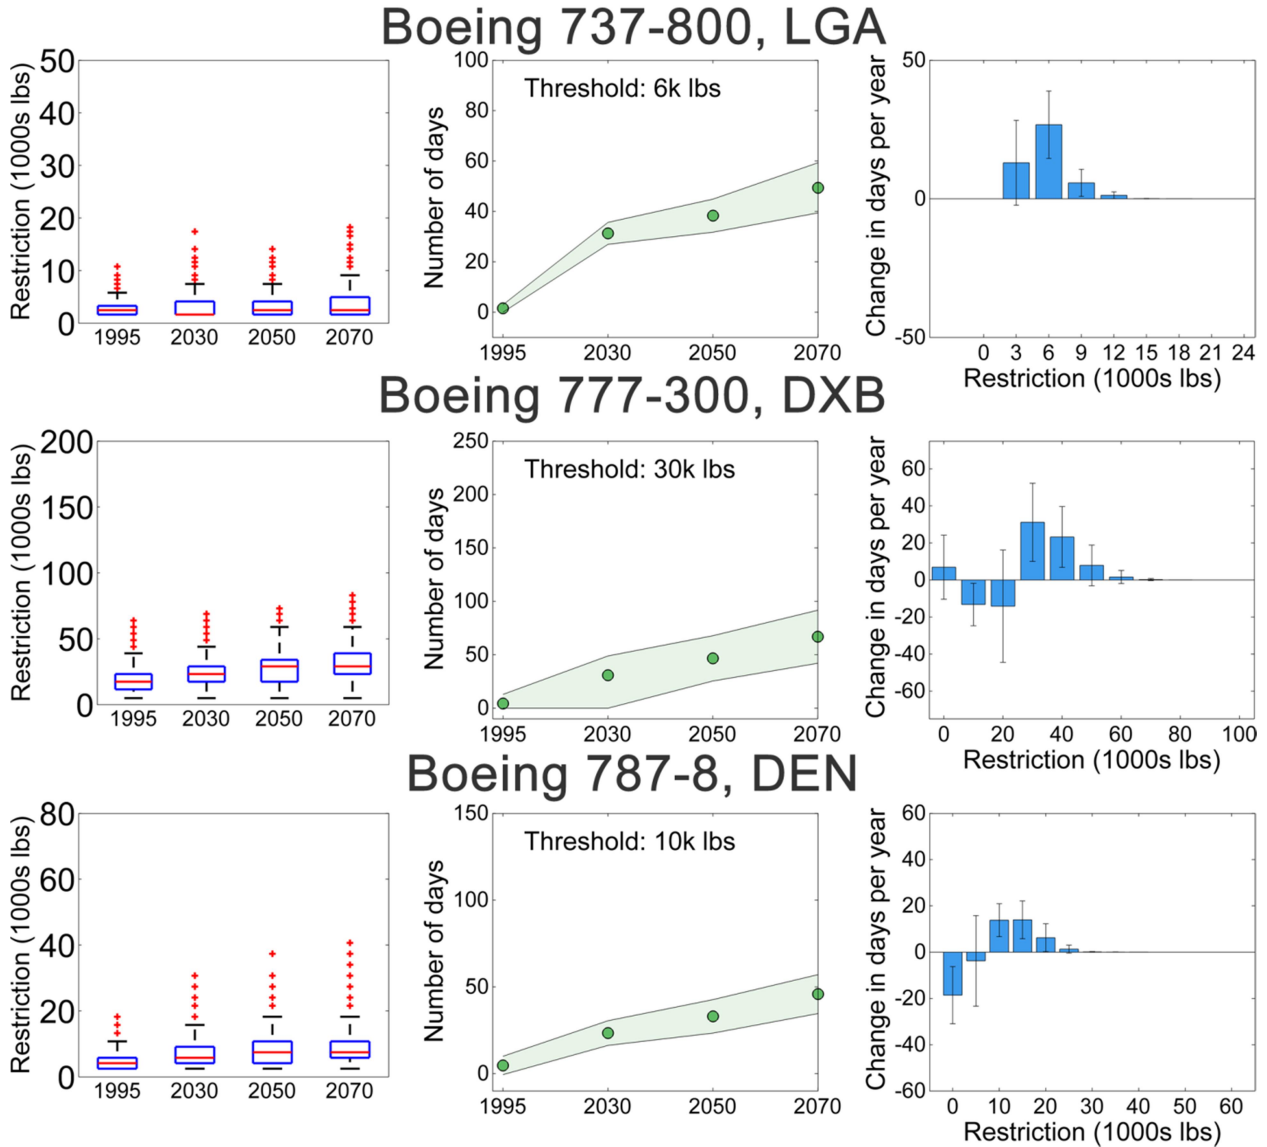 Boeing 737-800, LGA
Restriction (1000s lbs)
50
40
30
20
10
0
1995 2030 2050 2070
Number of days
100
80
60
40
20
0
Threshold: 6k lbs
1995 2030 2050 2070
Change in days per year
50
0
-50
0 3 6 9 12 15 18 21 24
Restriction (1000s lbs)
Boeing 777-300, DXB
Restriction (1000s lbs)
200
150
100
50
0
1995 2030 2050 2070
Number of days
250
200
150
100
50
0
Threshold: 30k lbs
1995 2030 2050 2070
Change in days per year
60
40
20
0
-20
-40
-60
0 20 40 60 80 100
Restriction (1000s lbs)
Boeing 787-8, DEN
Restriction (1000s lbs)
80
60
40
20
0
1995 2030 2050 2070
Number of days
150
100
50
0
Threshold: 10k lbs
1995 2030 2050 2070
Change in days per year
60
40
20
0
-20
-40
-60
0 10 20 30 40 50 60
Restriction (1000s lbs)